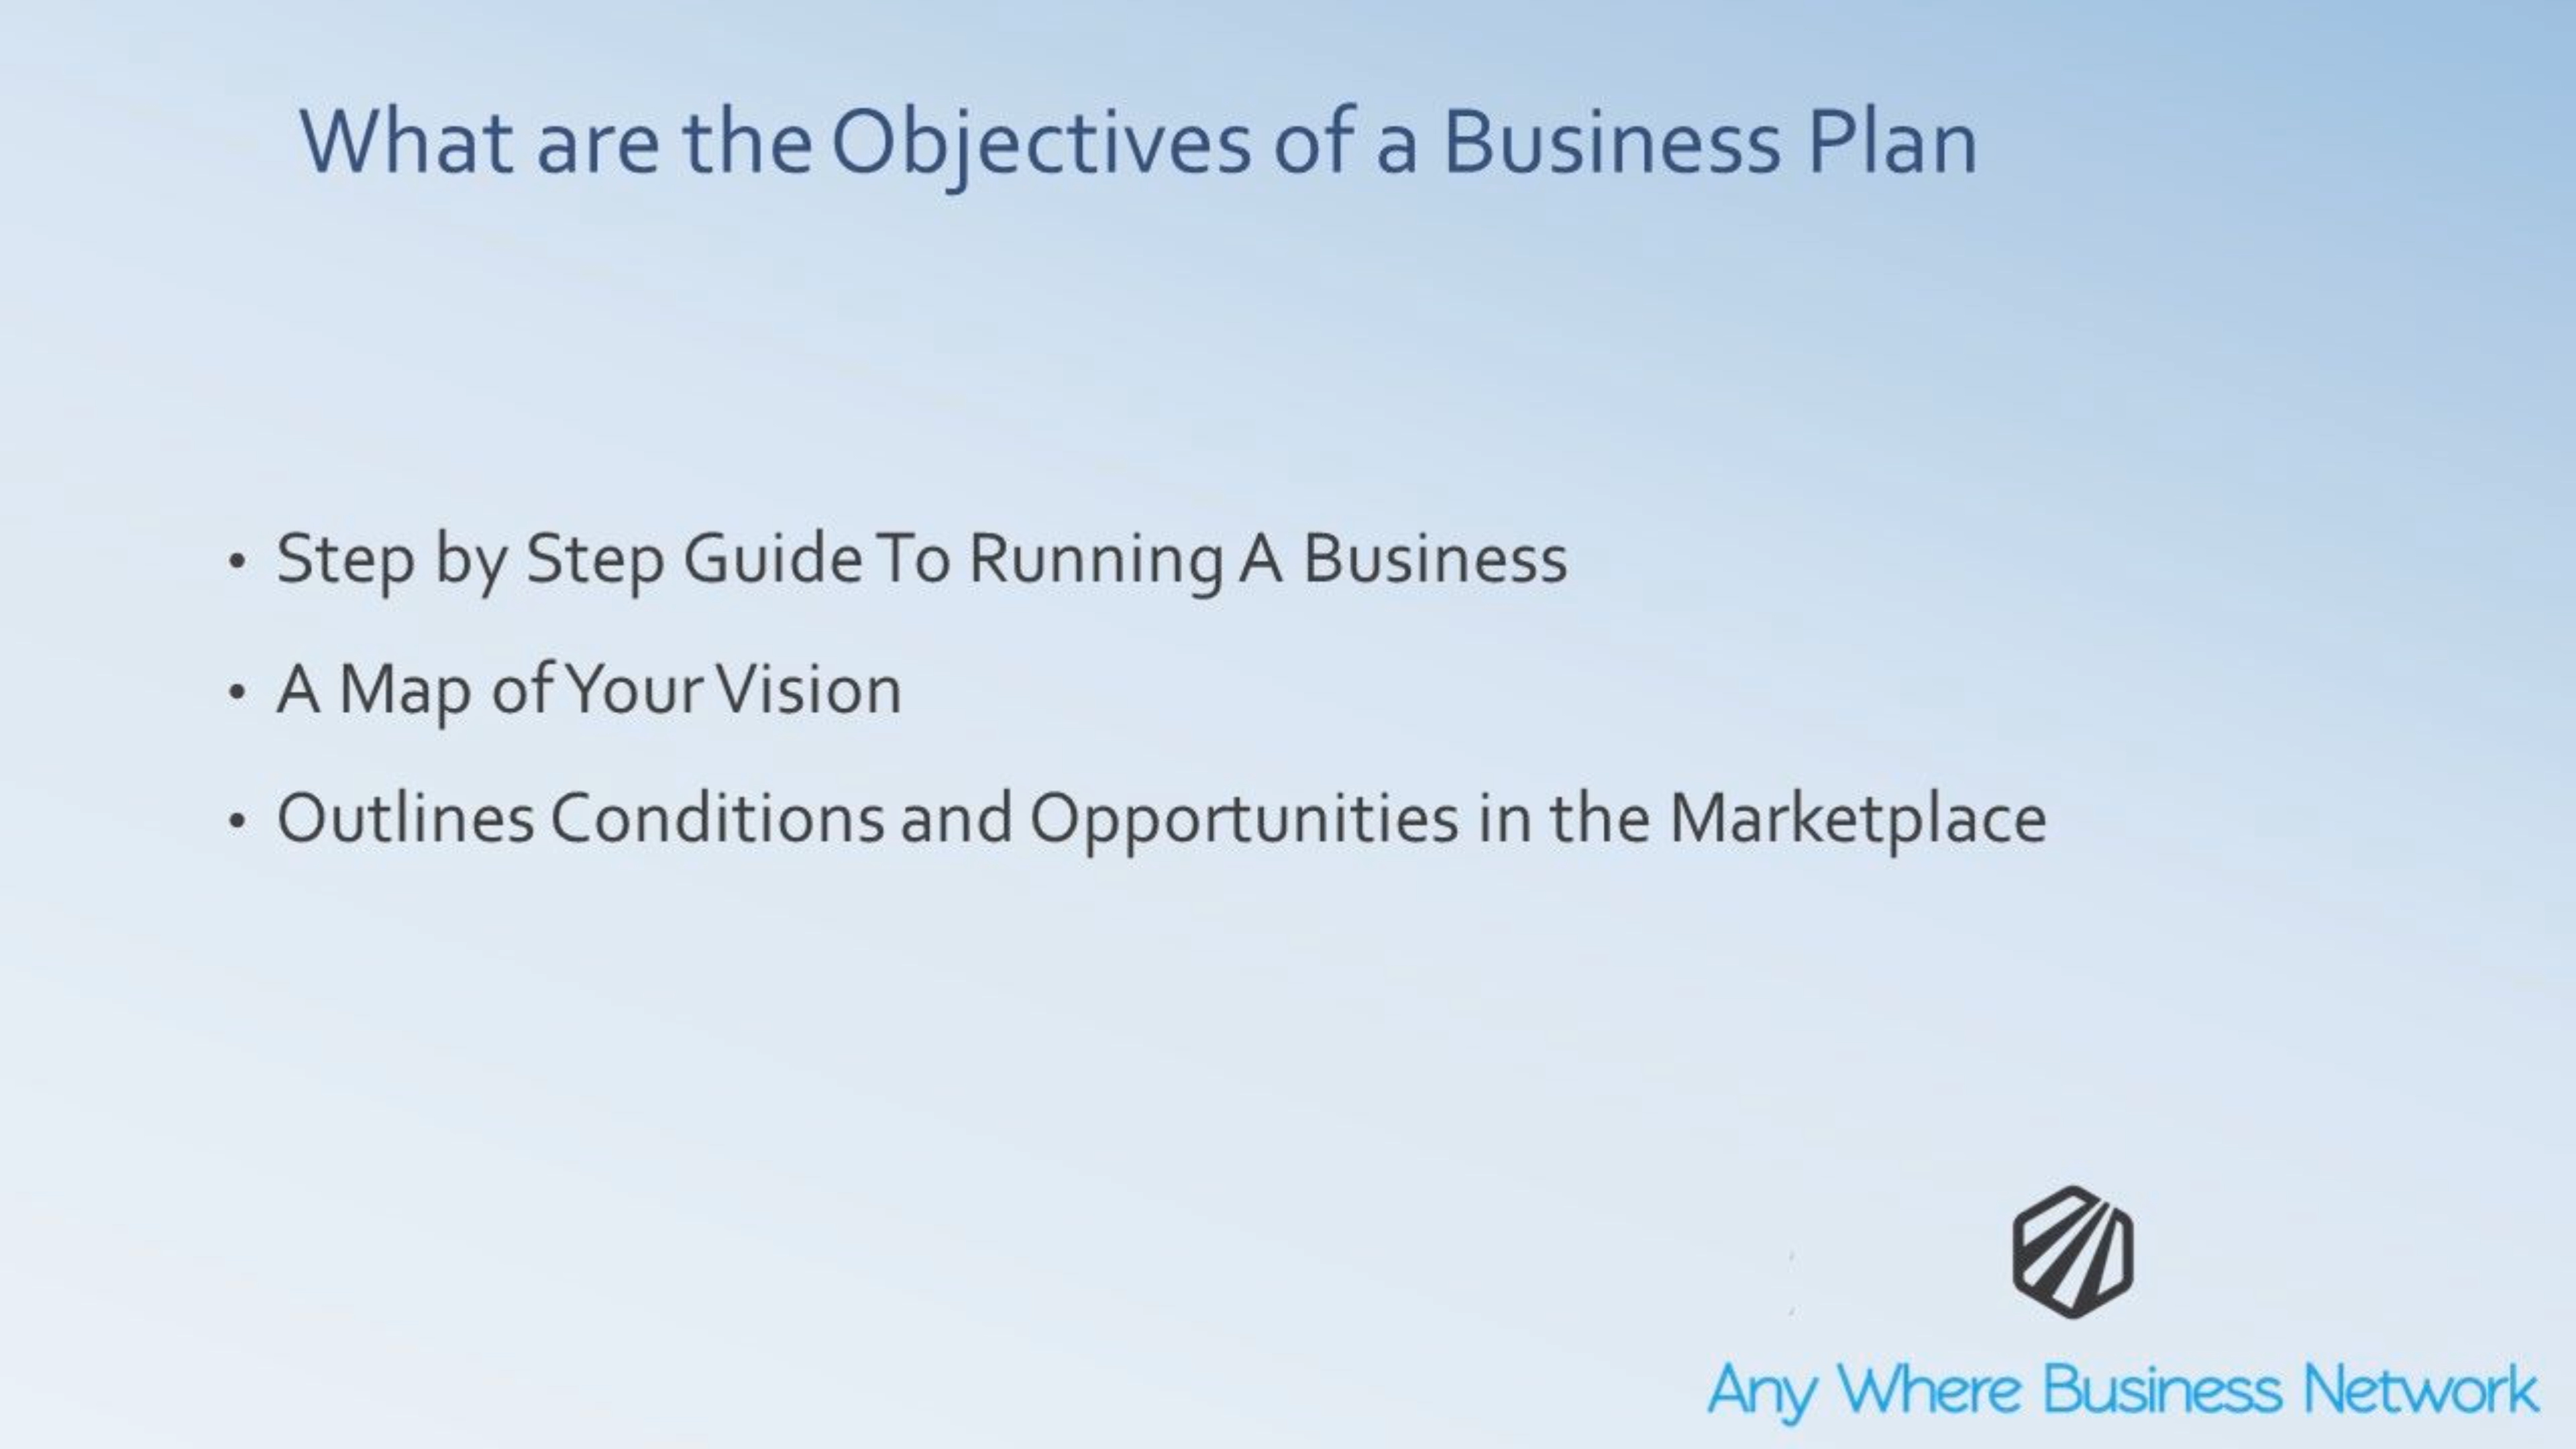 What are the Objectives of a Business Plan
• Step by Step Guide To Running A Business
• A Map of Your Vision
• Outlines Conditions and Opportunities in the Marketplace
Any Where Business Network